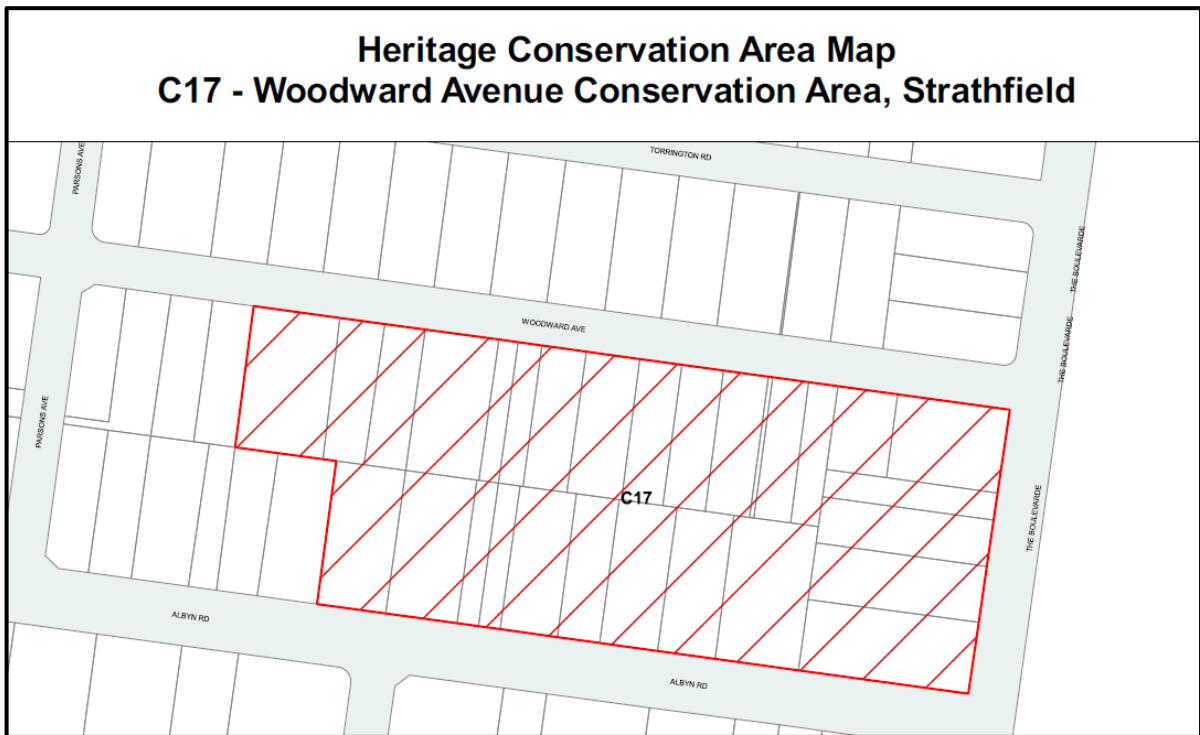 Heritage Conservation Area Map
C17 - Woodward Avenue Conservation Area, Strathfield
PARSONS AVE
TORRINGTON RD
THE BOULEVARDE
WOODWARD AVE
THE BOULEVARDE
PARSONS AVE
C17
THE BOULEVARDE
ALBYN RD
ALBYN RD